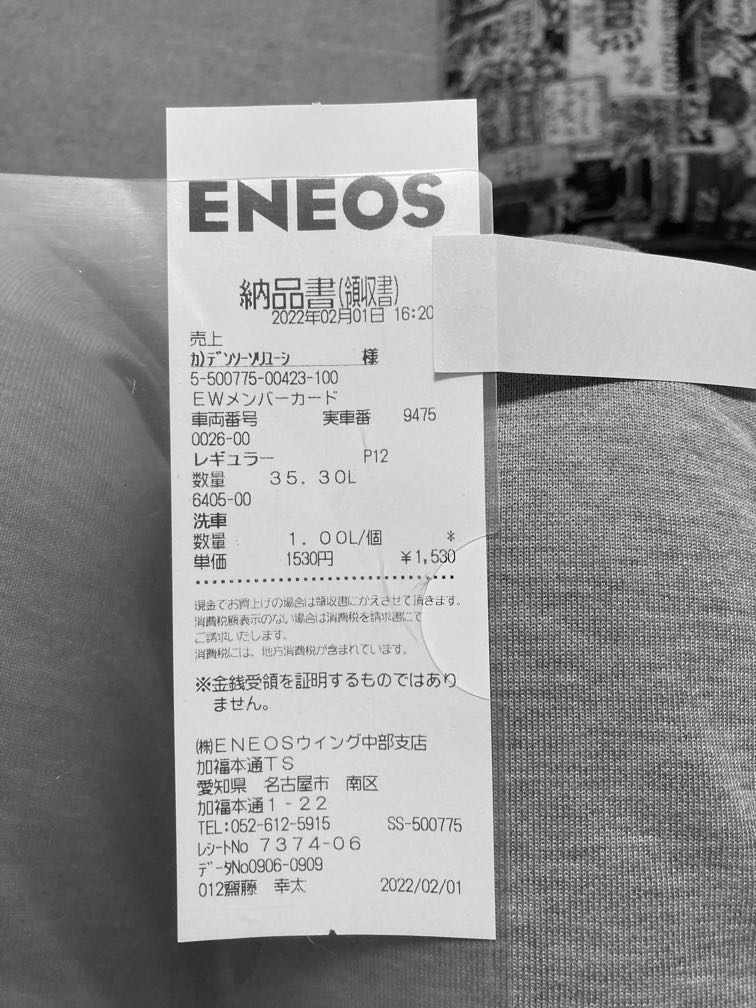 ENEOS
納品書(領収書)
2022年02月01日 16:20
売上
カ)デンソーソリューシ 様
5-500775-00423-100
EWメンバーカード
車両番号 実車番 9475
0026-00
レギュラー P12
数量 35.30L
6405-00
洗車
数量 1.00L/個 *
単価 1530円 ¥1,530
現金でお買上げの場合は領収書にかえさせて頂きます。
消費税額表示のない場合は消費税を請求書にて
ご請求いたします。
消費税には、地方消費税が含まれています。
※金銭受領を証明するものではあり
ません。
㈱ENEOSウイング中部支店
加福本通TS
愛知県 名古屋市 南区
加福本通1-22
TEL:052-612-5915 SS-500775
レシートNo 7374-06
データNo0906-0909
012齋藤 幸太 2022/02/01